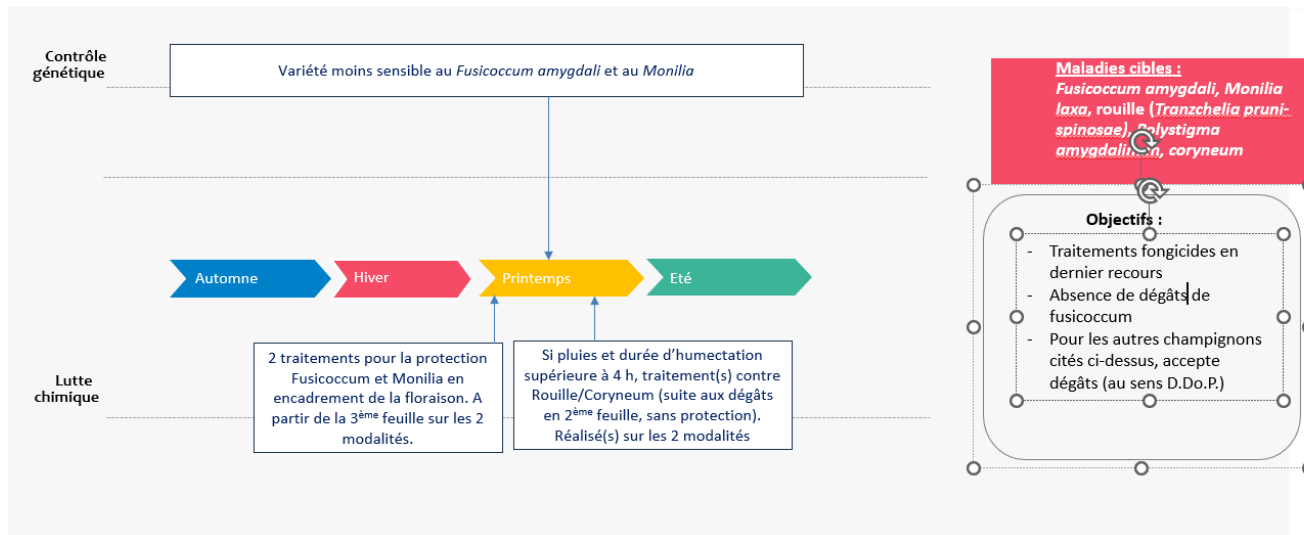 Contrôle
génétique
Variété moins sensible au Fusicoccum amygdali et au Monilia
Maladies cibles :
Fusicoccum amygdali, Monilia
laxa, rouille (Tranzchelia pruni-
spinosae), Polystigma
coryneum
Automne
Hiver
Printemps
Eté
Lutte
chimique
2 traitements pour la protection
Fusicoccum et Monilia en
encadrement de la floraison. A
partir de la 3ème feuille sur les 2
modalités.
Si pluies et durée d’humectation
supérieure à 4 h, traitement(s) contre
Rouille/Coryneum (suite aux dégâts
en 2ème feuille, sans protection).
Réalisé(s) sur les 2 modalités
Objectifs :
- Traitements fongicides en
dernier recours
- Absence de dégâts de
fusicoccum
- Pour les autres champignons
cités ci-dessus, accepte
dégâts (au sens D.Do.P.)